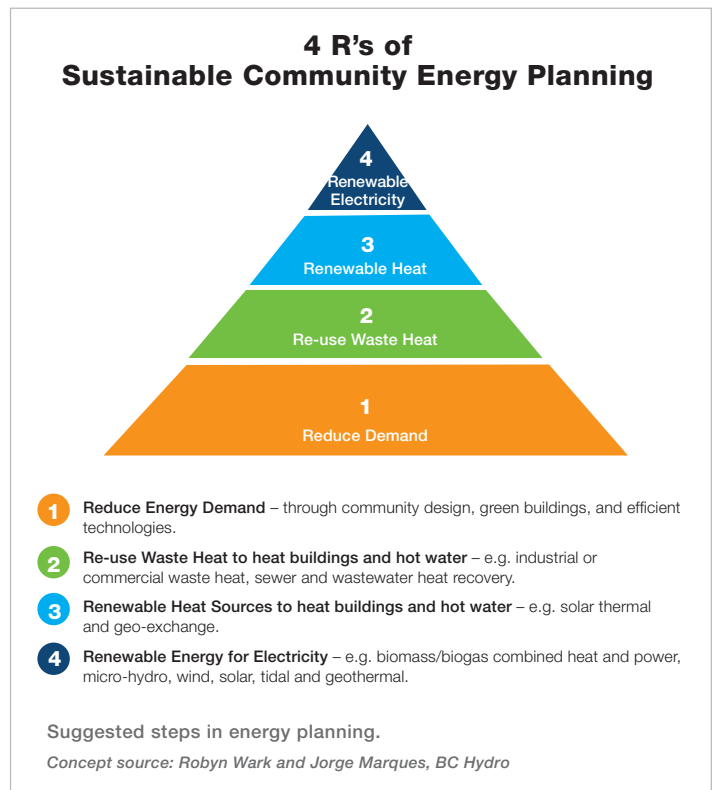 4 R’s of
Sustainable Community Energy Planning
4
Renewable
Electricity
3
Renewable Heat
2
Re-use Waste Heat
1
Reduce Demand
1 Reduce Energy Demand – through community design, green buildings, and efficient
technologies.
2 Re-use Waste Heat to heat buildings and hot water – e.g. industrial or
commercial waste heat, sewer and wastewater heat recovery.
3 Renewable Heat Sources to heat buildings and hot water – e.g. solar thermal
and geo-exchange.
4 Renewable Energy for Electricity – e.g. biomass/biogas combined heat and power,
micro-hydro, wind, solar, tidal and geothermal.
Suggested steps in energy planning.
Concept source: Robyn Wark and Jorge Marques, BC Hydro